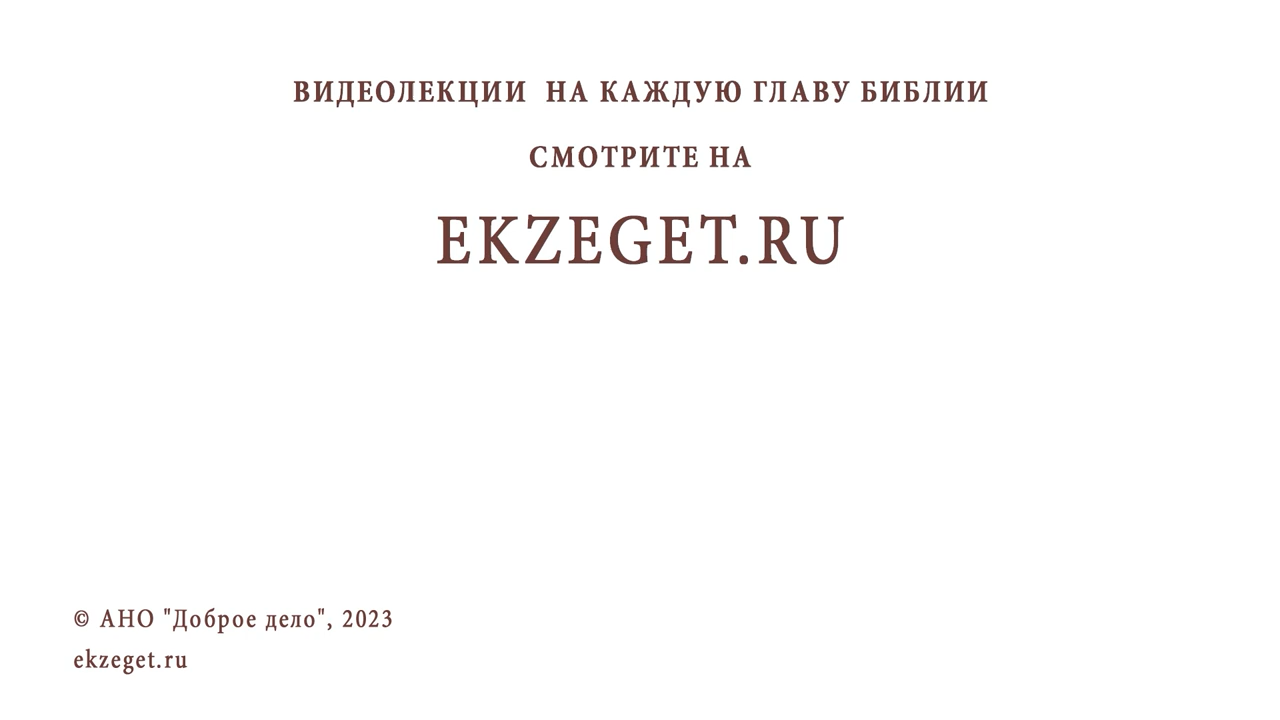 ВИДЕОЛЕКЦИИ НА КАЖДУЮ ГЛАВУ БИБЛИИ
СМОТРИТЕ НА
EKZEGET.RU
© АНО "Доброе дело", 2023
ekzeget.ru